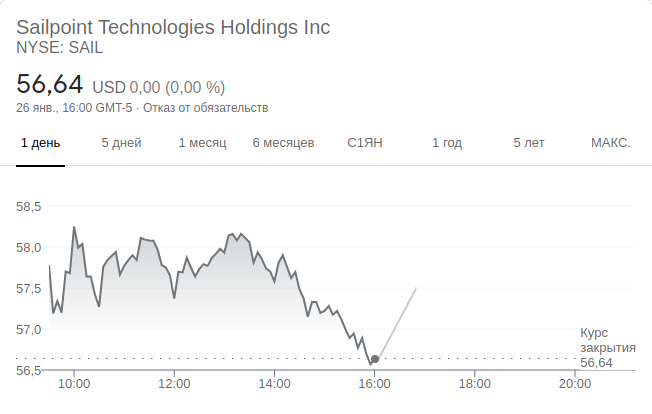 Sailpoint Technologies Holdings Inc
NYSE: SAIL
56,64 USD 0,00 (0,00 %)
26 янв., 16:00 GMT-5 · Отказ от обязательств
1 день 5 дней 1 месяц 6 месяцев С1ЯН 1 год 5 лет МАКС.
58,5
58,0
57,5
57,0
56,5
Курс
закрытия
56,64
10:00 12:00 14:00 16:00 18:00 20:00